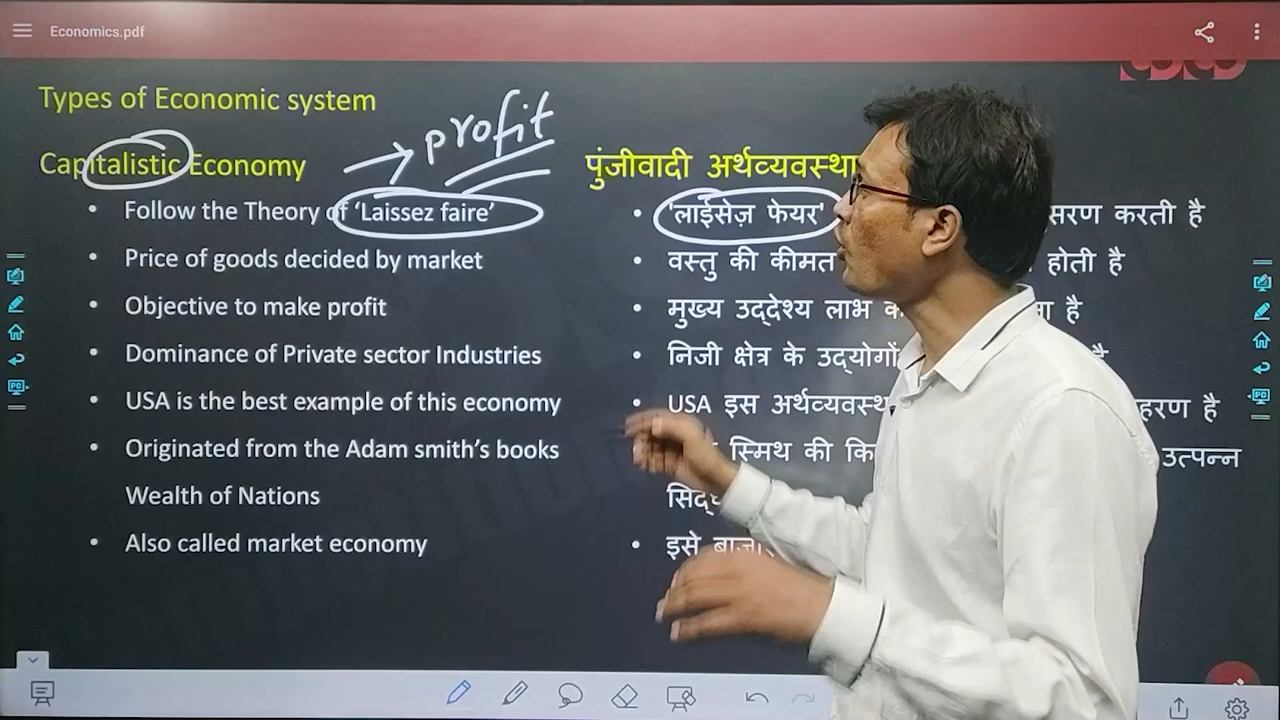 Economics.pdf
Types of Economic system
profit
Capitalistic Economy
पुंजीवादी अर्थव्यवस्था
Follow the Theory of ‘Laissez faire’
'लाईसेज़ फेयर' सरण करती है
Price of goods decided by market
वस्तु की कीमत होती है
Objective to make profit
मुख्य उद्देश्य लाभ है
Dominance of Private sector Industries
निजी क्षेत्र के उद्योगों
USA is the best example of this economy
USA इस हरण है
Originated from the Adam smith’s books
स्मिथ की उत्पन्न
Wealth of Nations
Also called market economy
इसे